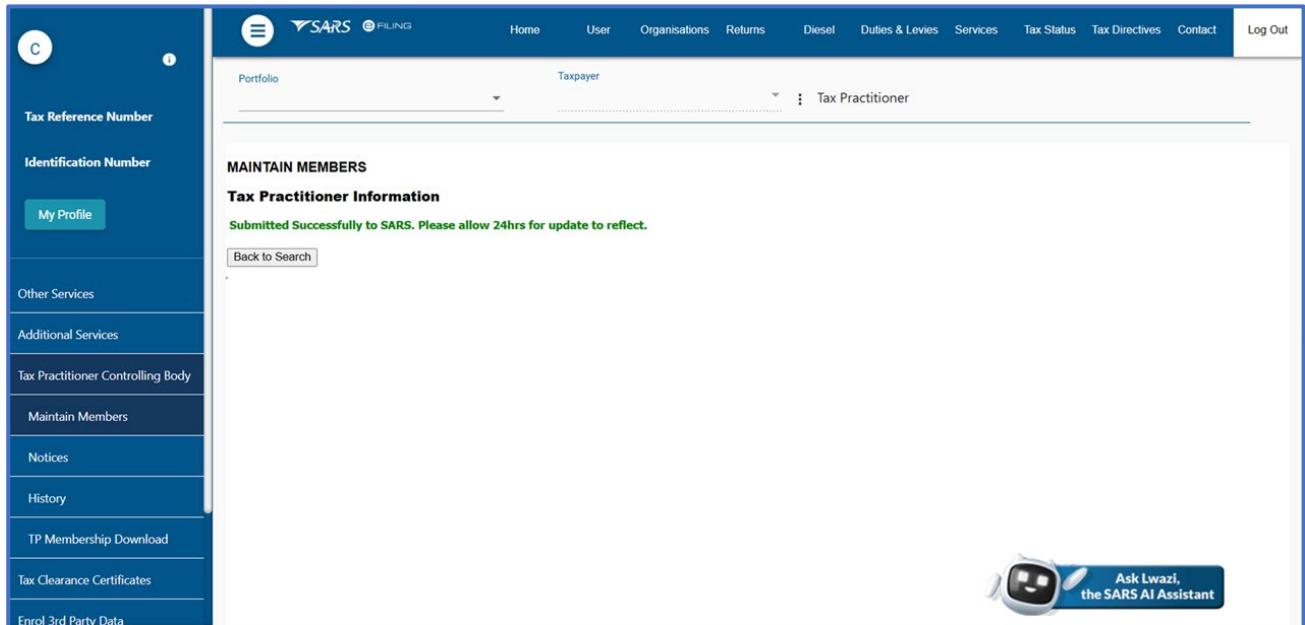 C
SARS eFILING
Home User Organisations Returns Diesel Duties & Levies Services Tax Status Tax Directives Contact Log Out
Portfolio
Taxpayer
Tax Practitioner
Tax Reference Number
Identification Number
My Profile
MAINTAIN MEMBERS
Tax Practitioner Information
Submitted Successfully to SARS. Please allow 24hrs for update to reflect.
Back to Search
Other Services
Additional Services
Tax Practitioner Controlling Body
Maintain Members
Notices
History
TP Membership Download
Tax Clearance Certificates
Enrol 3rd Party Data
Ask Lwazi,
the SARS AI Assistant